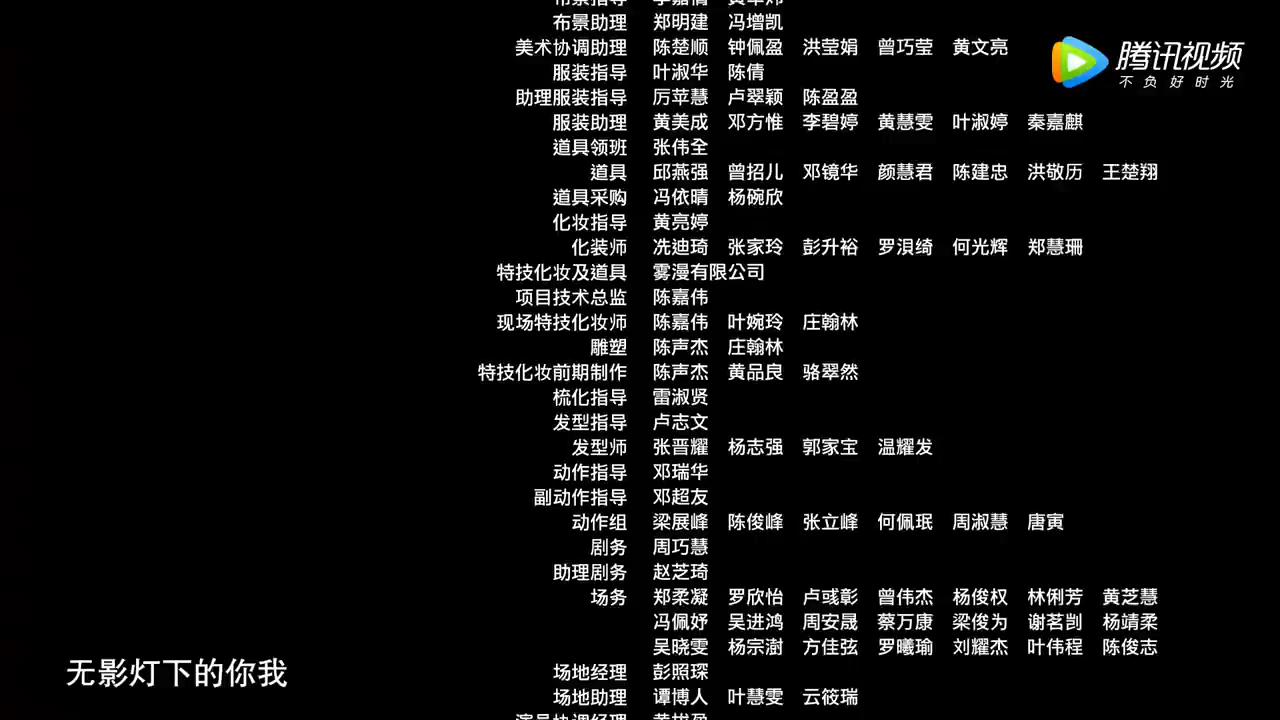 布景助理 郑明建 冯增凯
美术协调助理 陈楚顺 钟佩盈 洪莹娟 曾巧莹 黄文亮
服装指导 叶淑华 陈倩
助理服装指导 厉苹慧 卢翠颖 陈盈盈
服装助理 黄美成 邓方惟 李碧婷 黄慧雯 叶淑婷 秦嘉麒
道具领班 张伟全
道具 邱燕强 曾招儿 邓镜华 颜慧君 陈建忠 洪敬历 王楚翔
道具采购 冯依晴 杨碗欣
化妆指导 黄亮婷
化装师 冼迪琦 张家玲 彭升裕 罗浿绮 何光辉 郑慧珊
特技化妆及道具 雾漫有限公司
项目技术总监 陈嘉伟
现场特技化妆师 陈嘉伟 叶婉玲 庄翰林
雕塑 陈声杰 庄翰林
特技化妆前期制作 陈声杰 黄品良 骆翠然
梳化指导 雷淑贤
发型指导 卢志文
发型师 张晋耀 杨志强 郭家宝 温耀发
动作指导 邓瑞华
副动作指导 邓超友
动作组 梁展峰 陈俊峰 张立峰 何佩珉 周淑慧 唐寅
剧务 周巧慧
助理剧务 赵芝琦
场务 郑柔凝 罗欣怡 卢彧彰 曾伟杰 杨俊权 林俐芳 黄芝慧
冯佩妤 吴进鸿 周安晟 蔡万康 梁俊为 谢茗剀 杨靖柔
吴晓雯 杨宗澍 方佳弦 罗曦瑜 刘耀杰 叶伟程 陈俊志
场地经理 彭照琛
场地助理 谭博人 叶慧雯 云筱瑞
腾讯视频
不负好时光
无影灯下的你我